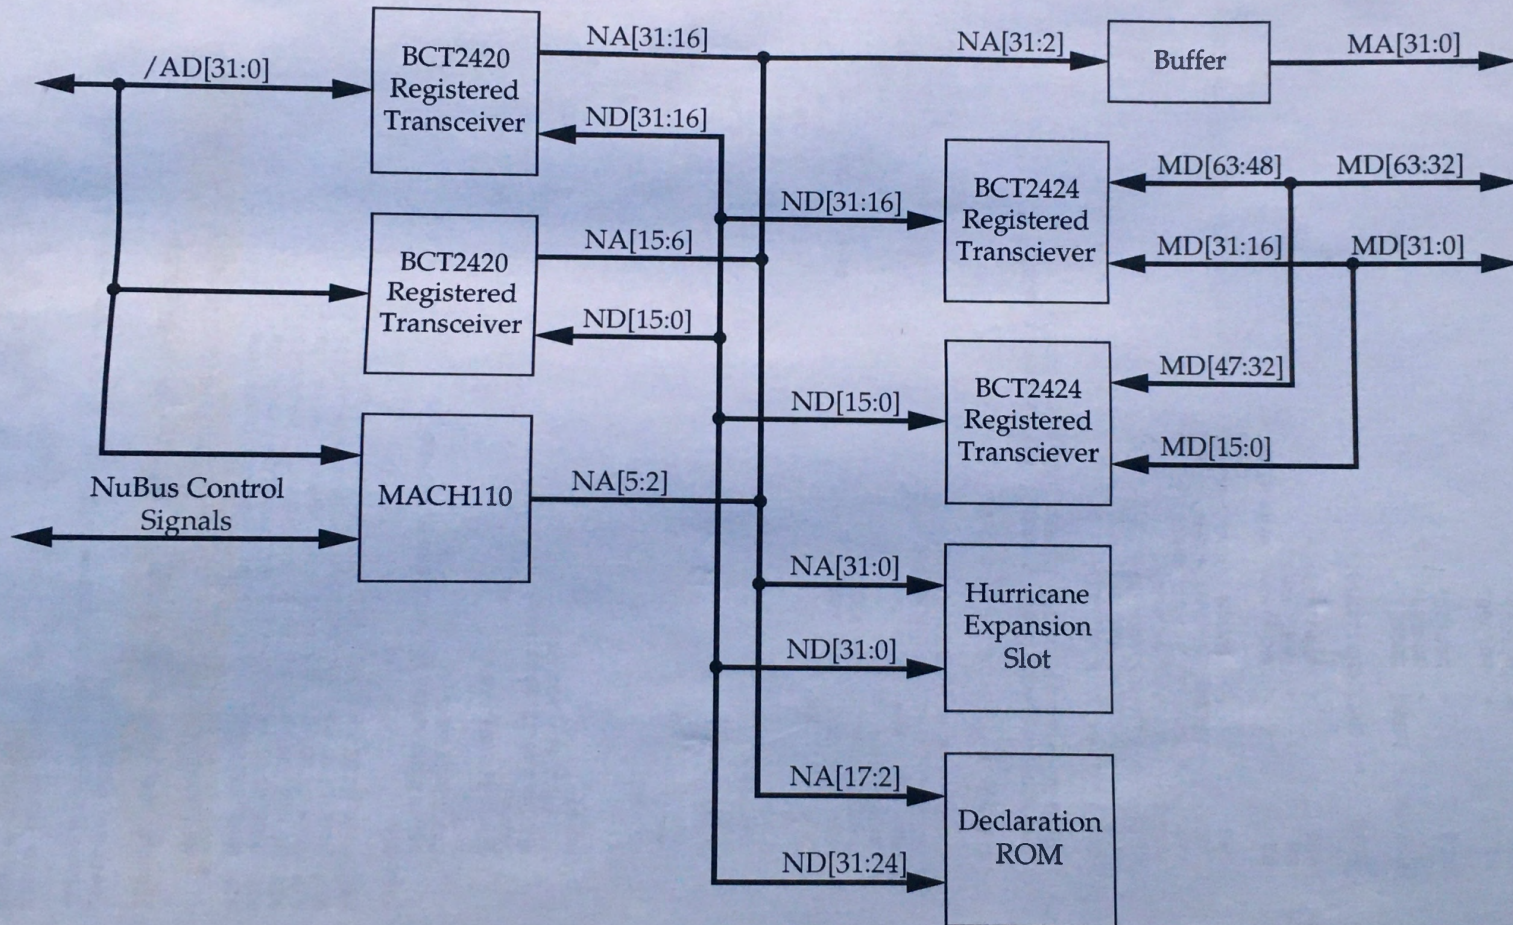 /AD[31:0]
BCT2420
Registered
Transceiver
NA[31:16]
ND[31:16]
NA[31:2]
Buffer
MA[31:0]
ND[31:16]
BCT2424
Registered
Transciever
MD[63:48]
MD[63:32]
MD[31:16]
MD[31:0]
BCT2420
Registered
Transceiver
NA[15:6]
ND[15:0]
ND[15:0]
BCT2424
Registered
Transciever
MD[47:32]
MD[15:0]
NuBus Control
Signals
MACH110
NA[5:2]
NA[31:0]
ND[31:0]
Hurricane
Expansion
Slot
NA[17:2]
ND[31:24]
Declaration
ROM